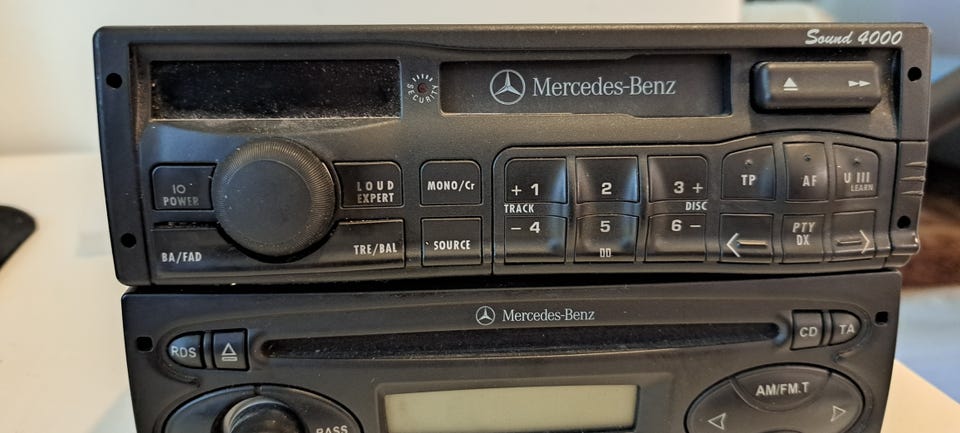 Sound 4000
SECURITY
Mercedes-Benz
IO
POWER
LOUD
EXPERT
MONO/Cr
+ 1
2
3 +
TP
AF
U III
LEARN
TRACK
DISC
BA/FAD
TRE/BAL
SOURCE
- 4
5
6 -
PTY
DX
Mercedes-Benz
RDS
CD
TA
BASS
AM/FM.T